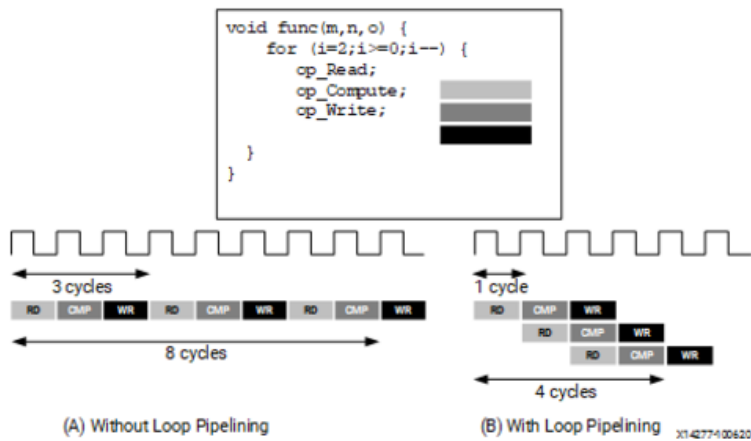 void func(m,n,o) {
for (i=2;i>=0;i--) {
op_Read;
op_Compute;
op_Write;
}
}
3 cycles
1 cycle
RD CMP WR RD CMP WR RD CMP WR
RD CMP WR
RD CMP WR
RD CMP WR
8 cycles
4 cycles
(A) Without Loop Pipelining
(B) With Loop Pipelining
X14277-100620